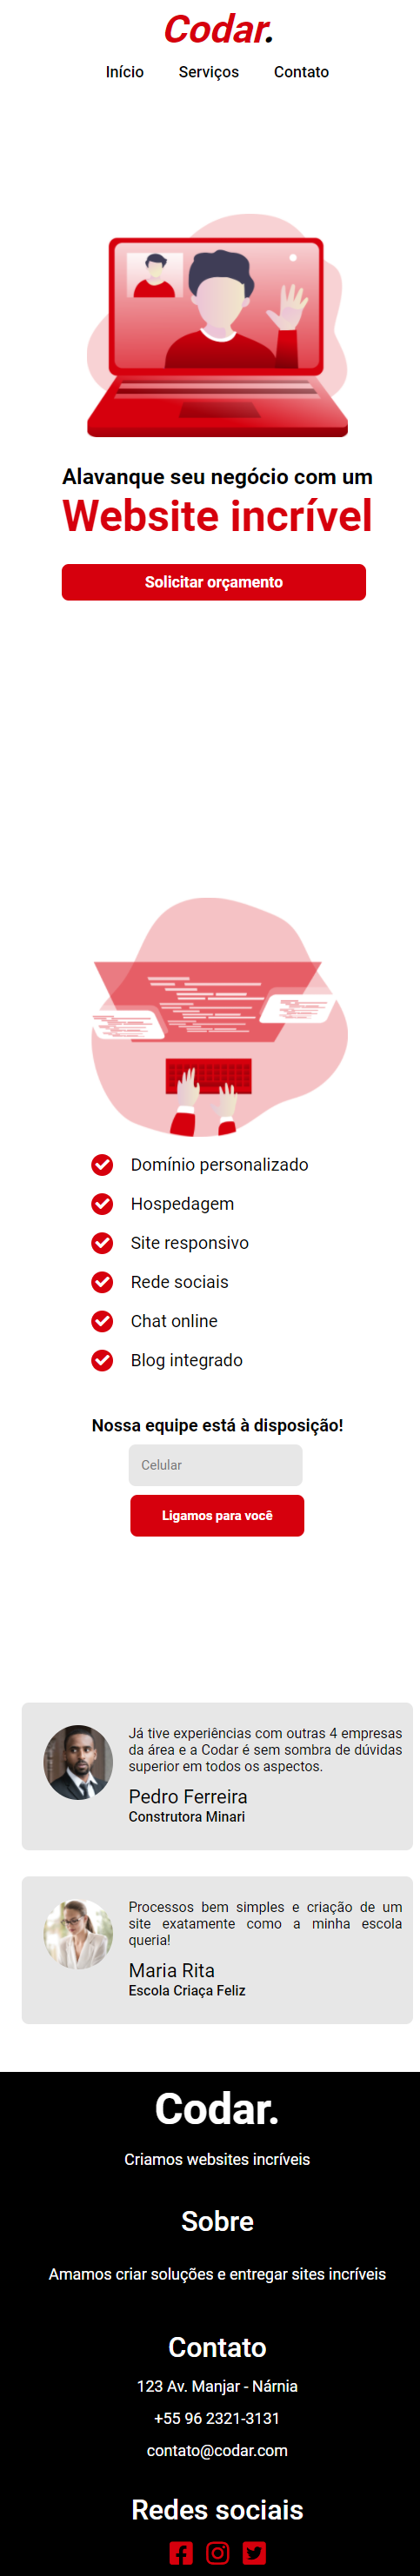 Codar.
Início Serviços Contato
Alavanque seu negócio com um
Website incrível
Solicitar orçamento
Domínio personalizado
Hospedagem
Site responsivo
Rede sociais
Chat online
Blog integrado
Nossa equipe está à disposição!
Celular
Ligamos para você
Já tive experiências com outras 4 empresas
da área e a Codar é sem sombra de dúvidas
superior em todos os aspectos.
Pedro Ferreira
Construtora Minari
Processos bem simples e criação de um
site exatamente como a minha escola
queria!
Maria Rita
Escola Criaça Feliz
Codar.
Criamos websites incríveis
Sobre
Amamos criar soluções e entregar sites incríveis
Contato
123 Av. Manjar - Nárnia
+55 96 2321-3131
contato@codar.com
Redes sociais